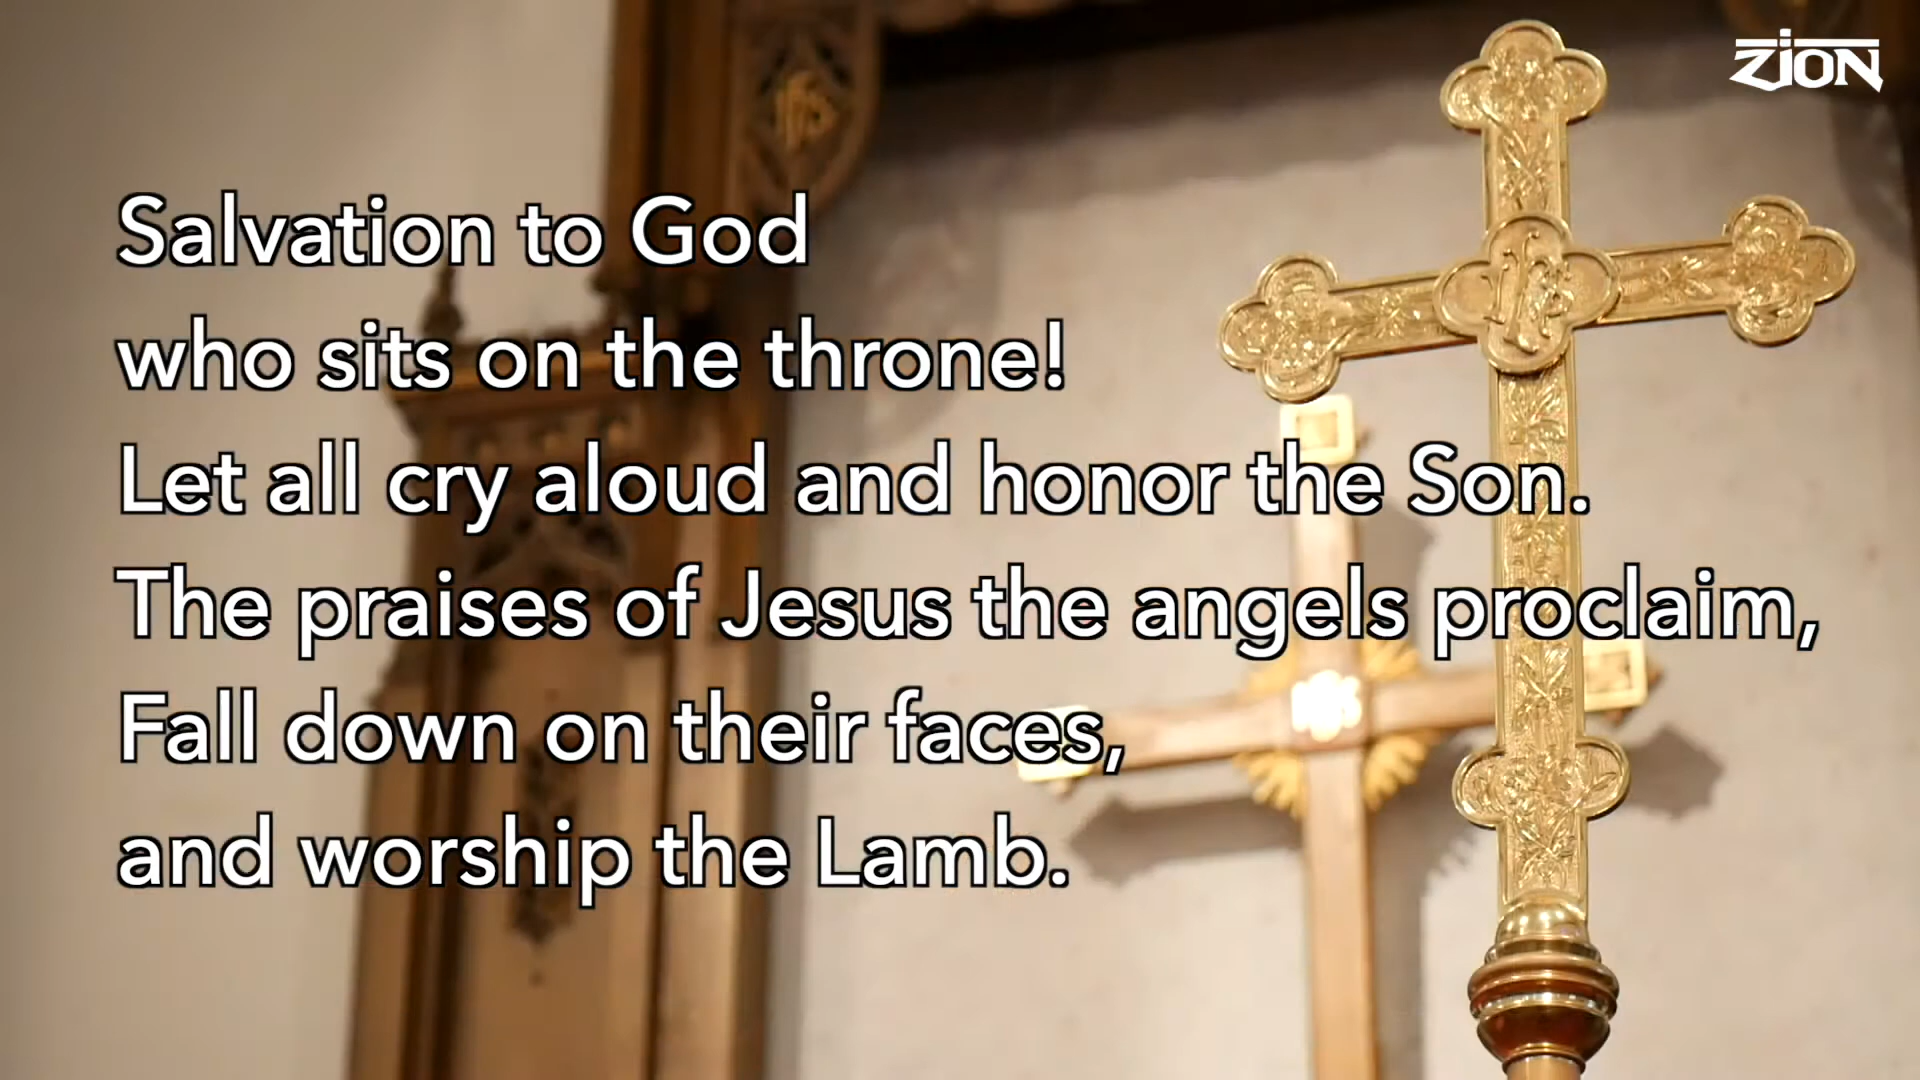 ZION
Salvation to God
who sits on the throne!
Let all cry aloud and honor the Son.
The praises of Jesus the angels proclaim,
Fall down on their faces,
and worship the Lamb.